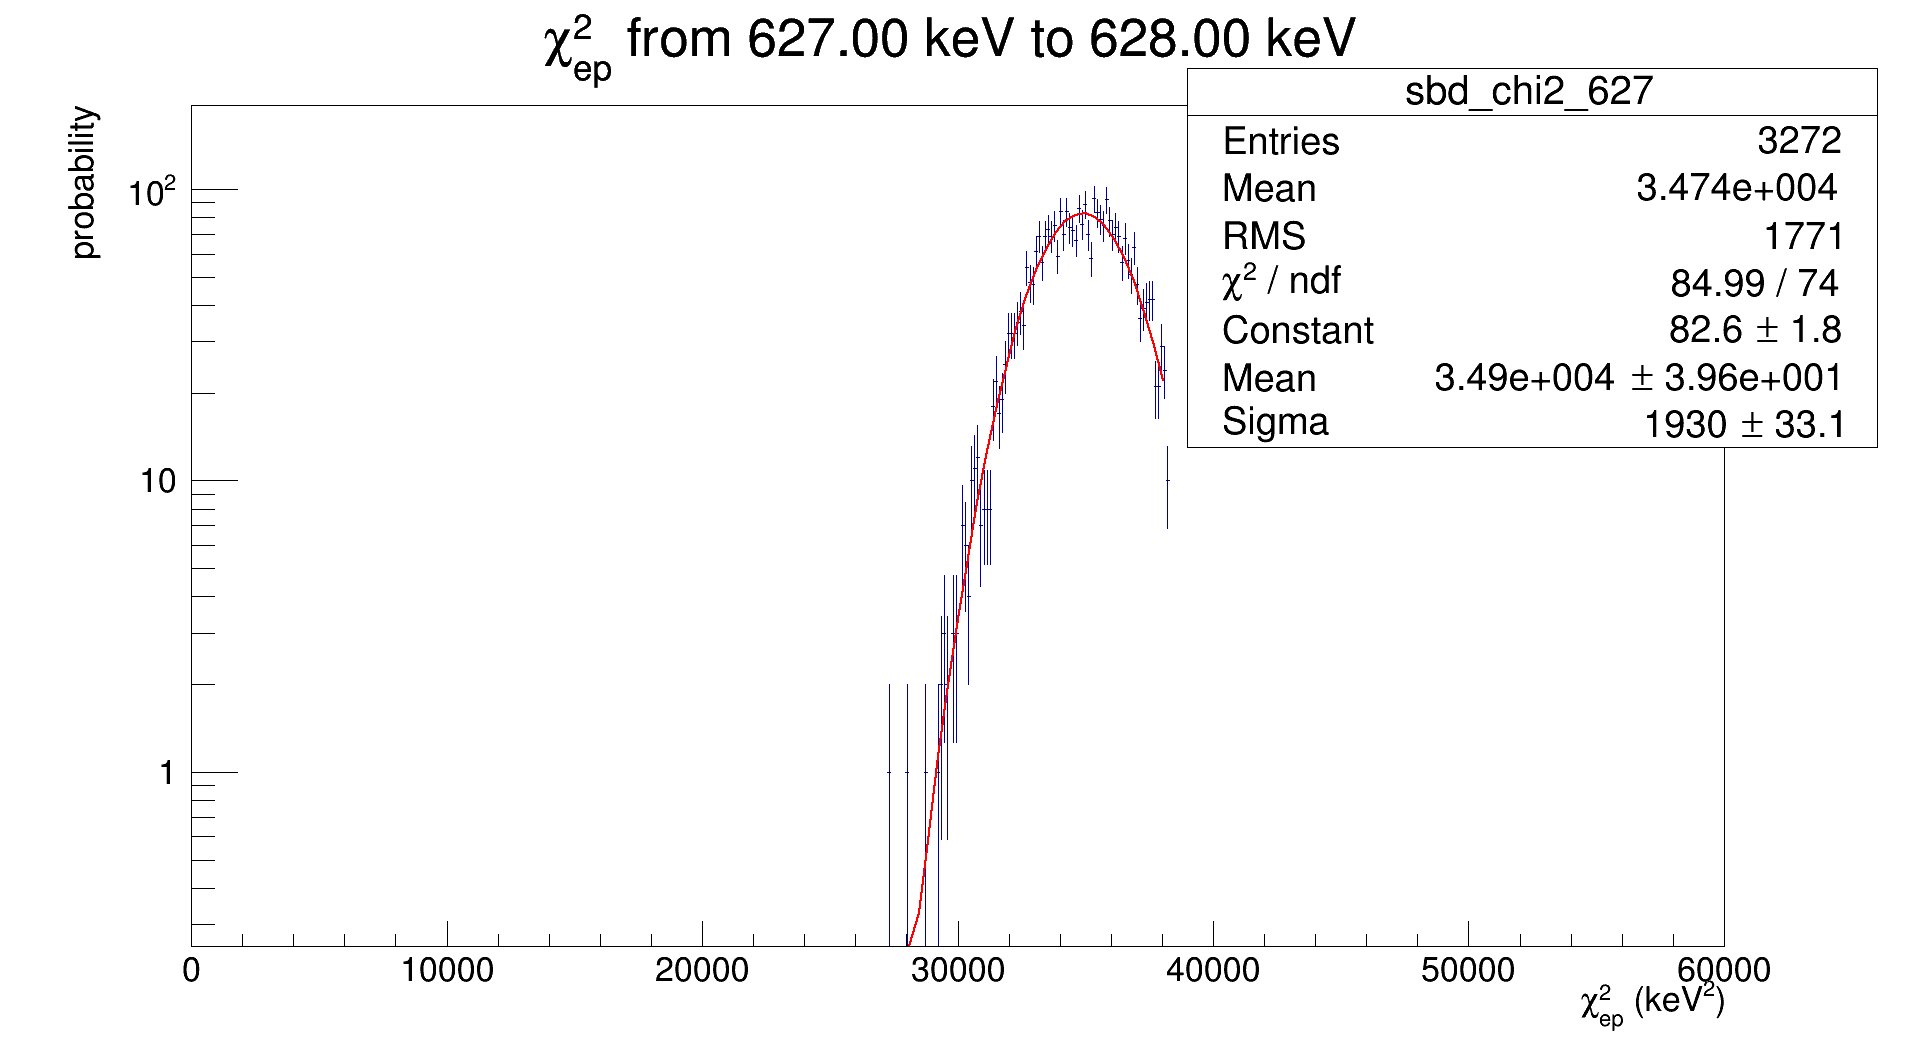 χ²ep from 627.00 keV to 628.00 keV
probability
sbd_chi2_627
Entries 3272
Mean 3.474e+004
RMS 1771
χ² / ndf 84.99 / 74
Constant 82.6 ± 1.8
Mean 3.49e+004 ± 3.96e+001
Sigma 1930 ± 33.1
10²
10
1
0 10000 20000 30000 40000 50000 60000
χ²ep (keV²)